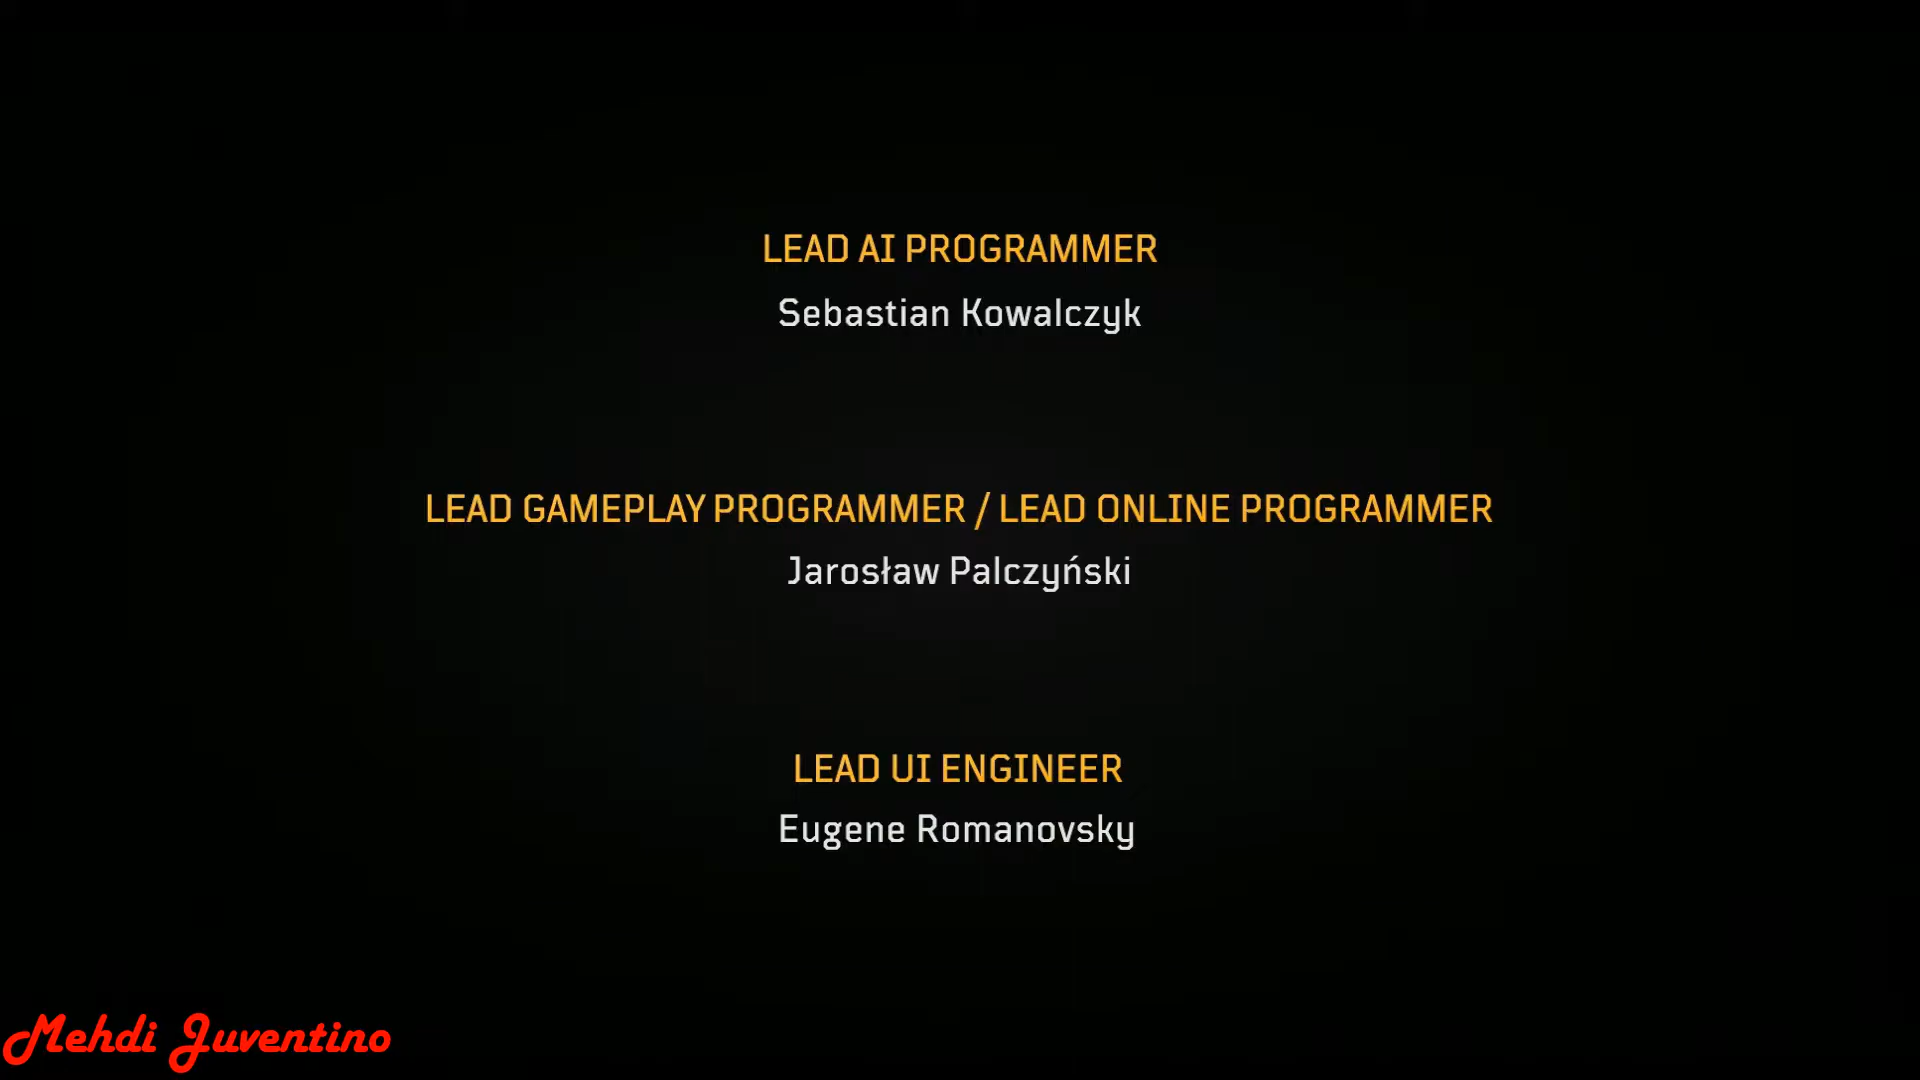 LEAD AI PROGRAMMER
Sebastian Kowalczyk
LEAD GAMEPLAY PROGRAMMER / LEAD ONLINE PROGRAMMER
Jarosław Palczyński
LEAD UI ENGINEER
Eugene Romanovsky
Mehdi Juventino